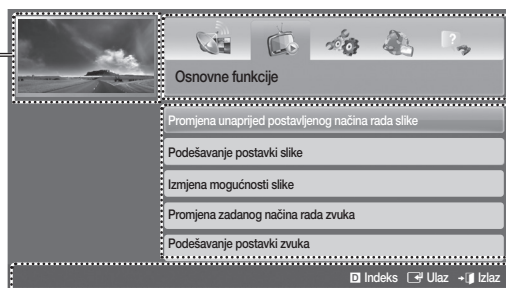 Osnovne funkcije
Promjena unaprijed postavljenog načina rada slike
Podešavanje postavki slike
Izmjena mogućnosti slike
Promjena zadanog načina rada zvuka
Podešavanje postavki zvuka
D Indeks Ulaz Izlaz